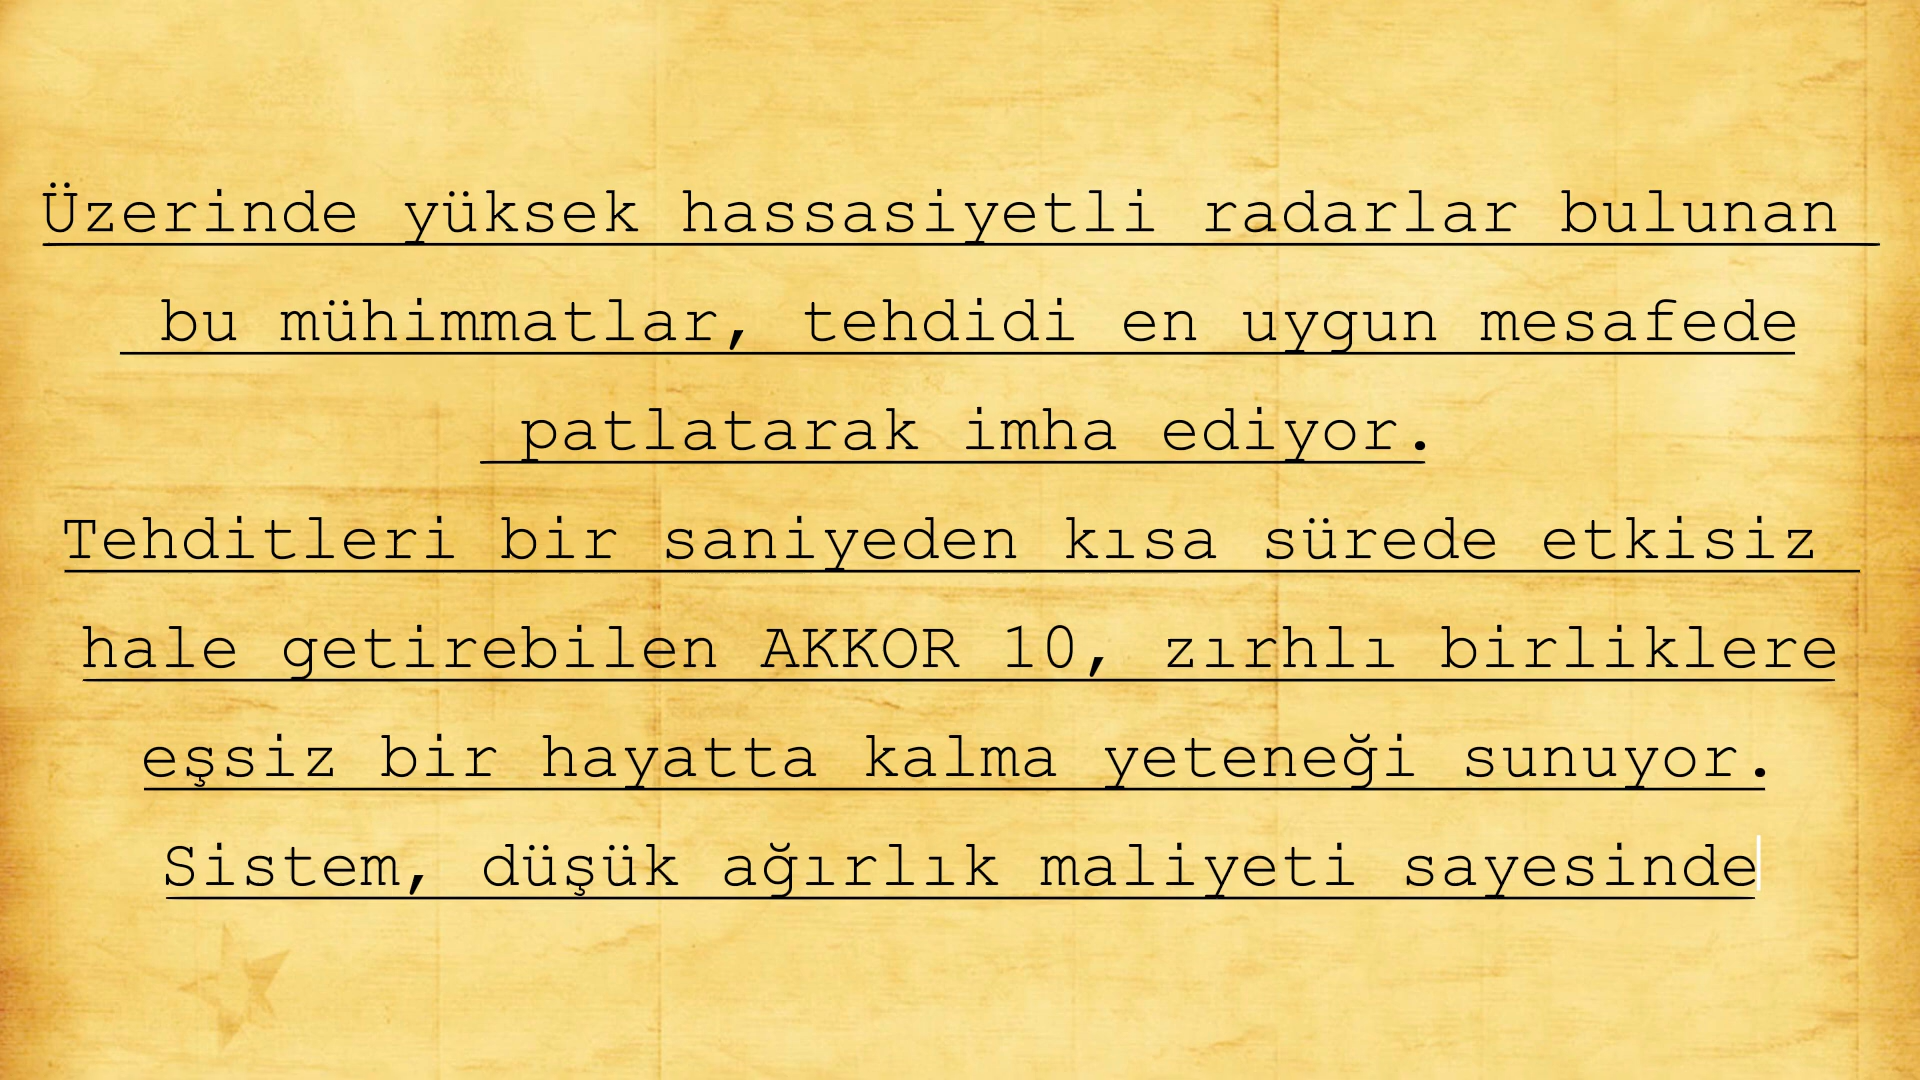 Üzerinde yüksek hassasiyetli radarlar bulunan
bu mühimmatlar, tehdidi en uygun mesafede
patlatarak imha ediyor.
Tehditleri bir saniyeden kısa sürede etkisiz
hale getirebilen AKKOR 10, zırhlı birliklere
eşsiz bir hayatta kalma yeteneği sunuyor.
Sistem, düşük ağırlık maliyeti sayesinde